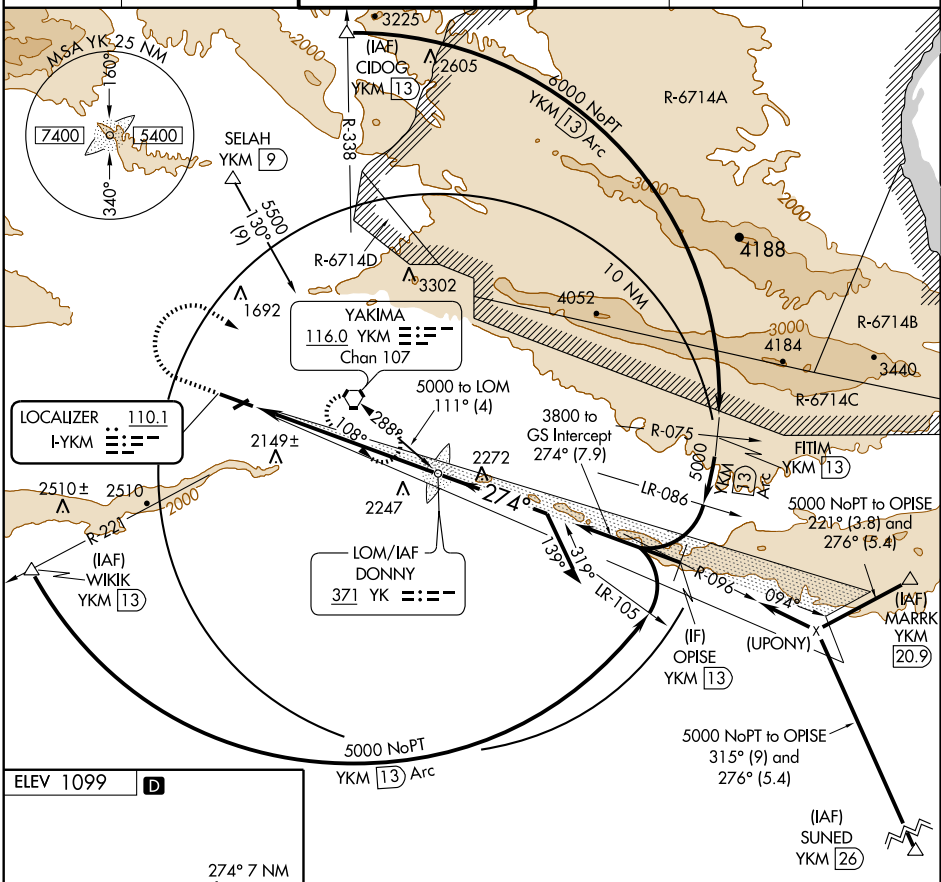 3225
2000
MSA YK 25 NM
160°
7400
5400
340°
(IAF)
CIDOG
YKM 13
2605
6000 NoPT
YKM 13 Arc
R-6714A
R-338
SELAH
YKM 9
5500
130°
(9)
3000
2000
4188
R-6714D
3302
10 NM
1692
4052
3000
4184
R-6714B
3440
R-6714C
YAKIMA
116.0 YKM
Chan 107
5000 to LOM
111° (4)
3800 to
GS Intercept
274° (7.9)
R-075
5000
YKM 13 Arc
FITIM
YKM 13
LOCALIZER 110.1
I-YKM
288°
108°
2149±
2272
LR-086
5000 NoPT to OPISE
221° (3.8) and
276° (5.4)
2510±
2510
2000
R-221
2247
274°
LOM/IAF
DONNY
371 YK
139°
319°
LR-105
R-096
094°
(IAF)
WIKIK
YKM 13
(IF)
OPISE
YKM 13
(UPONY)
X
(IAF)
MARRK
YKM
20.9
5000 NoPT
YKM 13 Arc
5000 NoPT to OPISE
315° (9) and
276° (5.4)
(IAF)
SUNED
YKM 26
ELEV 1099 D
274° 7 NM